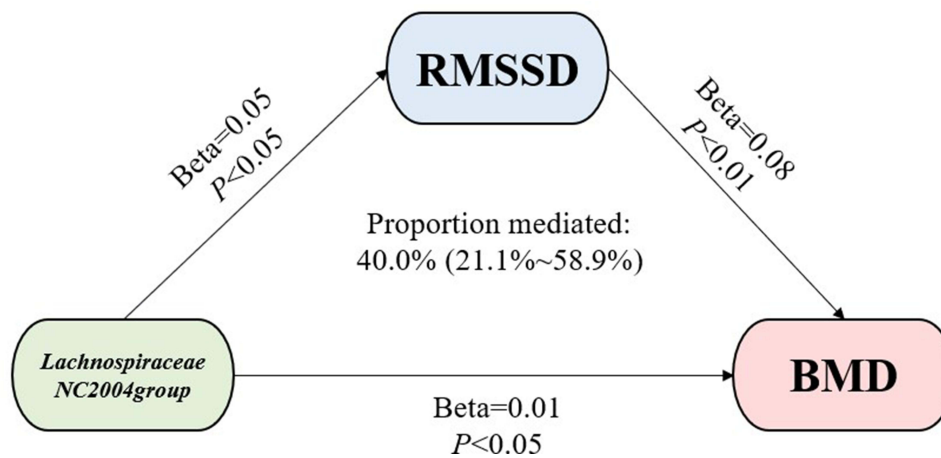 RMSSD
Beta=0.05
P<0.05
Beta=0.08
P<0.01
Proportion mediated:
40.0% (21.1%~58.9%)
Lachnospiraceae
NC2004group
BMD
Beta=0.01
P<0.05